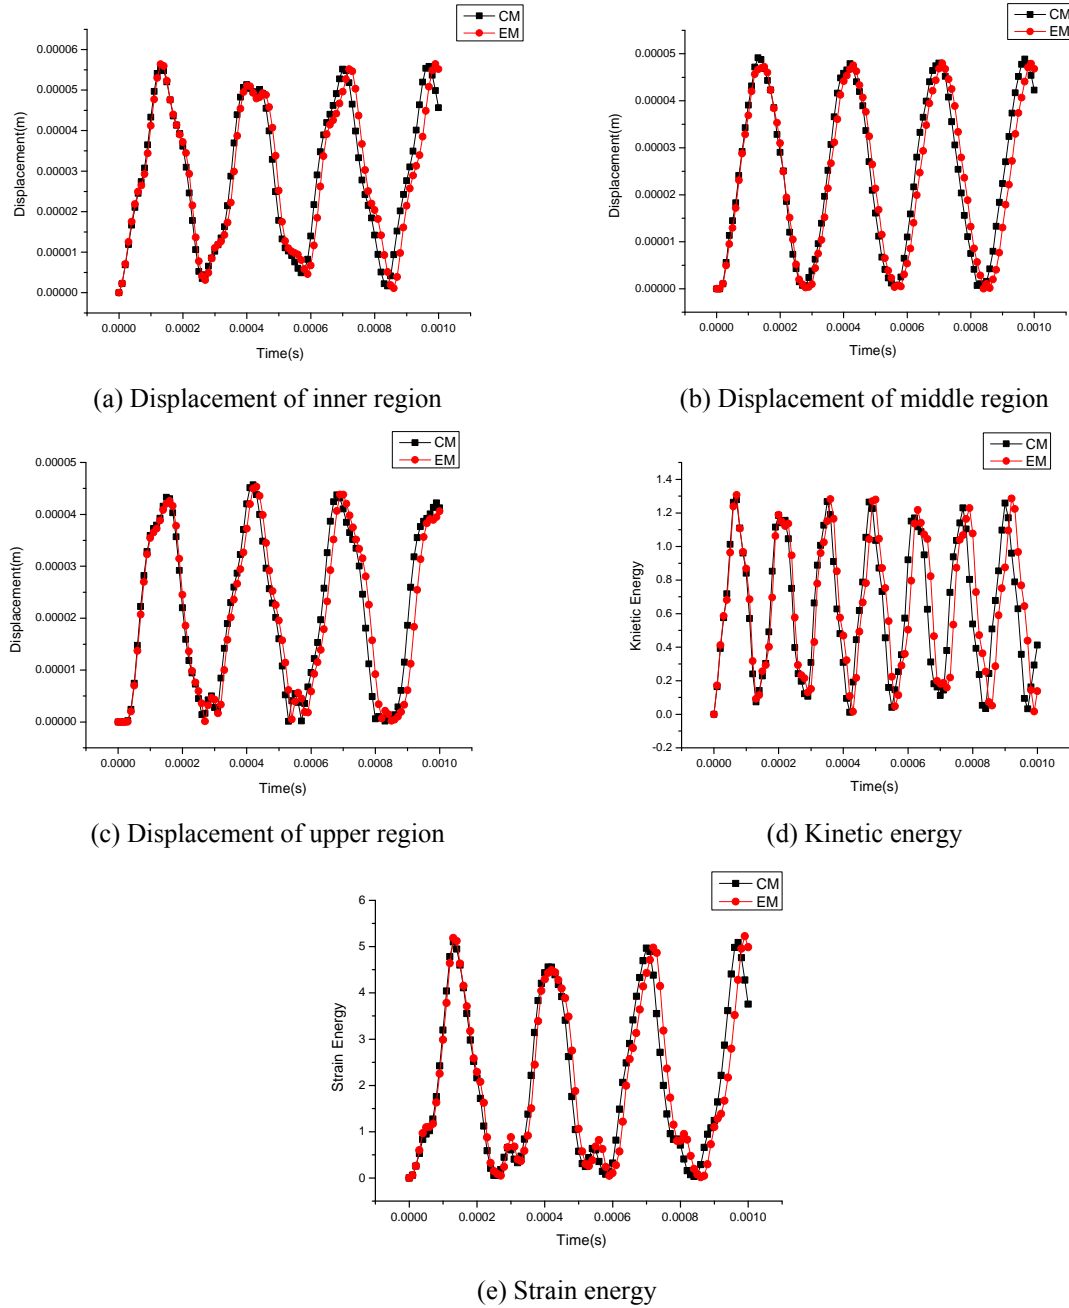 CM
EM
0.00006
0.00005
0.00004
0.00003
0.00002
0.00001
0.00000
Displacement(m)
0.0000 0.0002 0.0004 0.0006 0.0008 0.0010
Time(s)
(a) Displacement of inner region
CM
EM
0.00005
0.00004
0.00003
0.00002
0.00001
0.00000
Displacement(m)
0.0000 0.0002 0.0004 0.0006 0.0008 0.0010
Time(s)
(b) Displacement of middle region
CM
EM
0.00005
0.00004
0.00003
0.00002
0.00001
0.00000
Displacement(m)
0.0000 0.0002 0.0004 0.0006 0.0008 0.0010
Time(s)
(c) Displacement of upper region
CM
EM
1.4
1.2
1.0
0.8
0.6
0.4
0.2
0.0
-0.2
Knietic Energy
0.0000 0.0002 0.0004 0.0006 0.0008 0.0010
Time(s)
(d) Kinetic energy
CM
EM
6
5
4
3
2
1
0
Strain Energy
0.0000 0.0002 0.0004 0.0006 0.0008 0.0010
Time(s)
(e) Strain energy